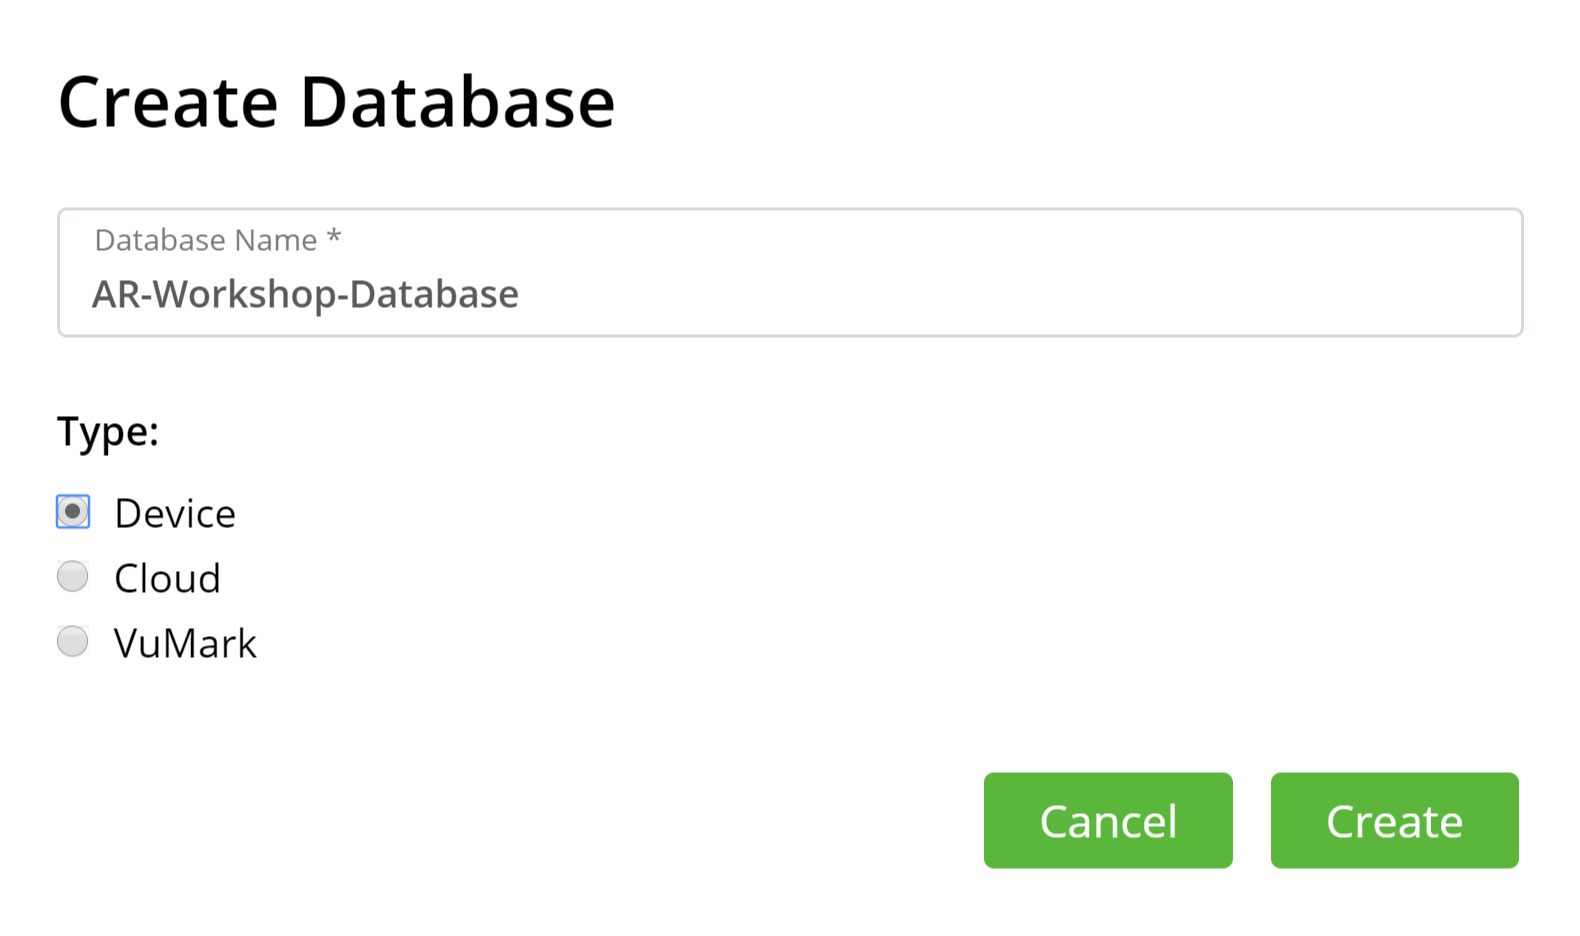 Create Database
Database Name *
AR-Workshop-Database
Type:
Device
Cloud
VuMark
Cancel Create